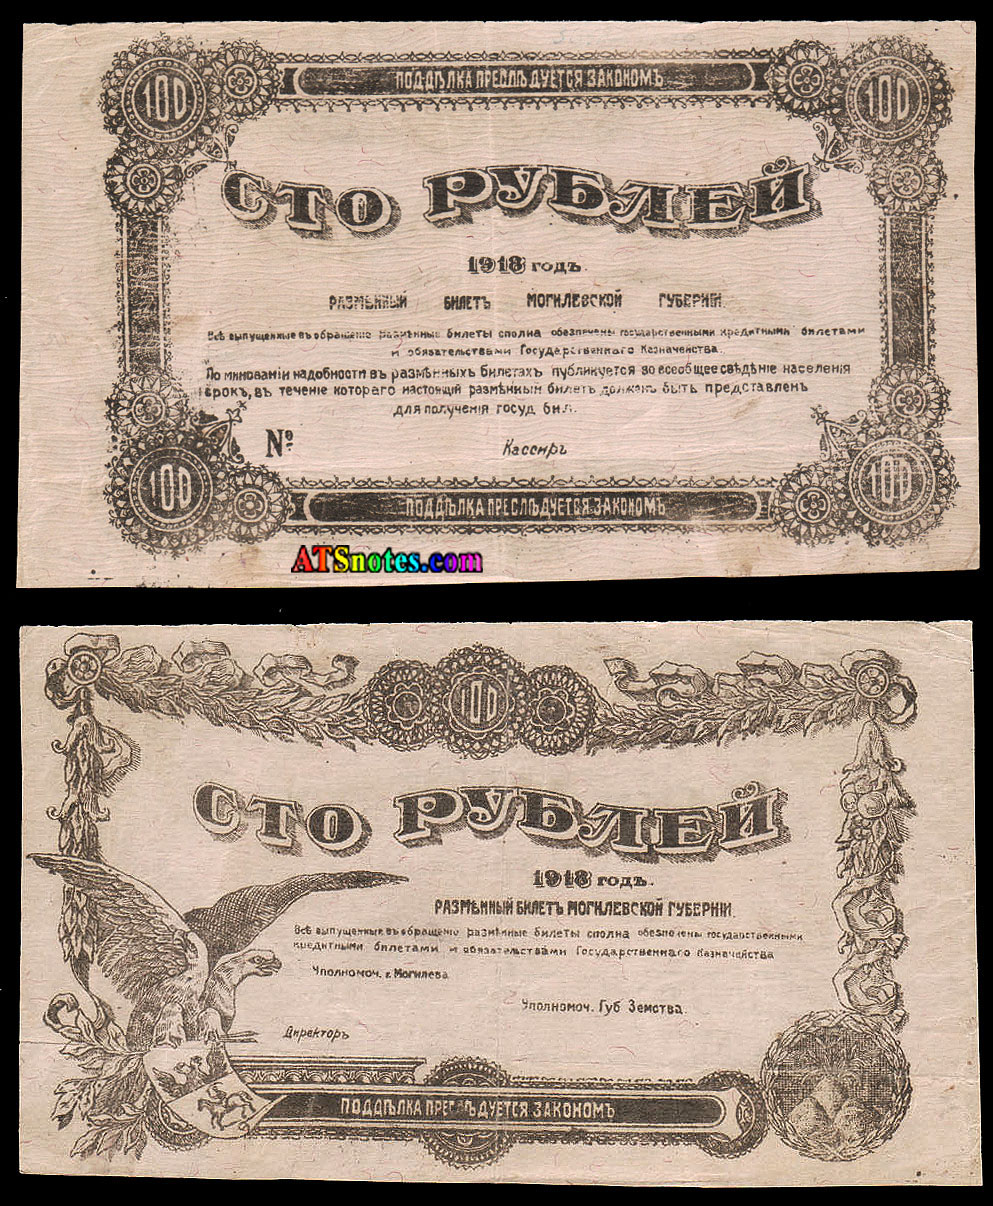 100
100
ПОДДѢЛКА ПРЕСЛѢДУЕТСЯ ЗАКОНОМЪ
СТО РУБЛЕЙ
1918 годъ.
РАЗМѢННЫЙ БИЛЕТЪ МОГИЛЕВСКОЙ ГУБЕРНІИ
Всѣ выпущенные въ обращеніе размѣнные билеты сполна обезпечены государственными кредитными билетами
и обязательствами Государственнаго Казначейства.
По минованіи надобности въ размѣнныхъ билетахъ публикуется во всеобщее свѣдѣніе населенія
срокъ, въ теченіе котораго настоящій размѣнный билетъ долженъ быть представленъ
для полученія госуд бил.
№
Кассиръ
100
100
ПОДДѢЛКА ПРЕСЛѢДУЕТСЯ ЗАКОНОМЪ
ATSnotes.com
100
СТО РУБЛЕЙ
1918 годъ.
РАЗМѢННЫЙ БИЛЕТЪ МОГИЛЕВСКОЙ ГУБЕРНІИ.
Всѣ выпущенные въ обращеніе размѣнные билеты сполна обезпечены государственными
кредитными билетами и обязательствами Государственнаго Казначейства
Уполномоч. г. Могилева
Уполномоч. Губ Земства.
Директоръ
ПОДДѢЛКА ПРЕСЛѢДУЕТСЯ ЗАКОНОМЪ